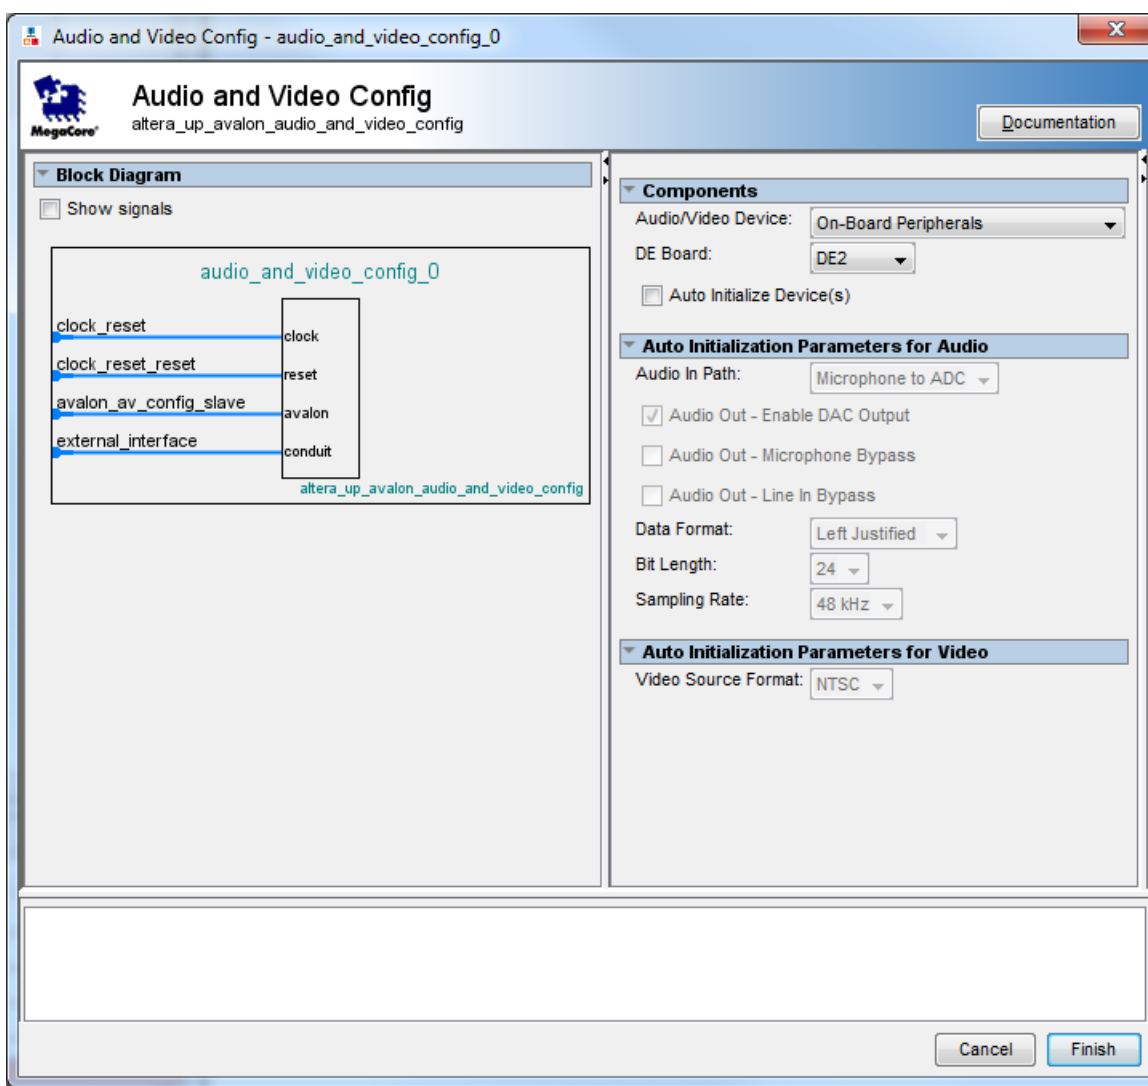 Audio and Video Config - audio_and_video_config_0
MegaCore®
Audio and Video Config
altera_up_avalon_audio_and_video_config
Documentation
Block Diagram
Show signals
audio_and_video_config_0
clock_reset
clock
clock_reset_reset
reset
avalon_av_config_slave
avalon
external_interface
conduit
altera_up_avalon_audio_and_video_config
Components
Audio/Video Device: On-Board Peripherals
DE Board: DE2
Auto Initialize Device(s)
Auto Initialization Parameters for Audio
Audio In Path: Microphone to ADC
Audio Out - Enable DAC Output
Audio Out - Microphone Bypass
Audio Out - Line In Bypass
Data Format: Left Justified
Bit Length: 24
Sampling Rate: 48 kHz
Auto Initialization Parameters for Video
Video Source Format: NTSC
Cancel Finish